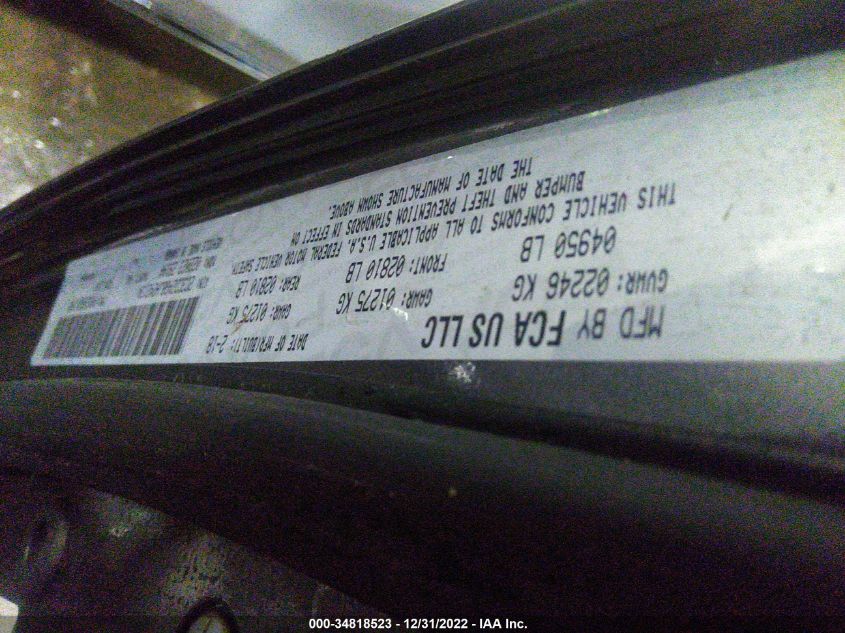 MFD BY FCA US LLC
DATE OF MFR/BUILT: 2-18
GVWR: 02246 KG
04950 LB
GAWR: 01275 KG
FRONT: 02810 LB
GAWR: 01275 KG
REAR: 02810 LB
THIS VEHICLE CONFORMS TO ALL APPLICABLE U.S.A. FEDERAL MOTOR VEHICLE SAFETY
BUMPER AND THEFT PREVENTION STANDARDS IN EFFECT ON
THE DATE OF MANUFACTURE SHOWN ABOVE.
000-34818523 - 12/31/2022 - IAA Inc.